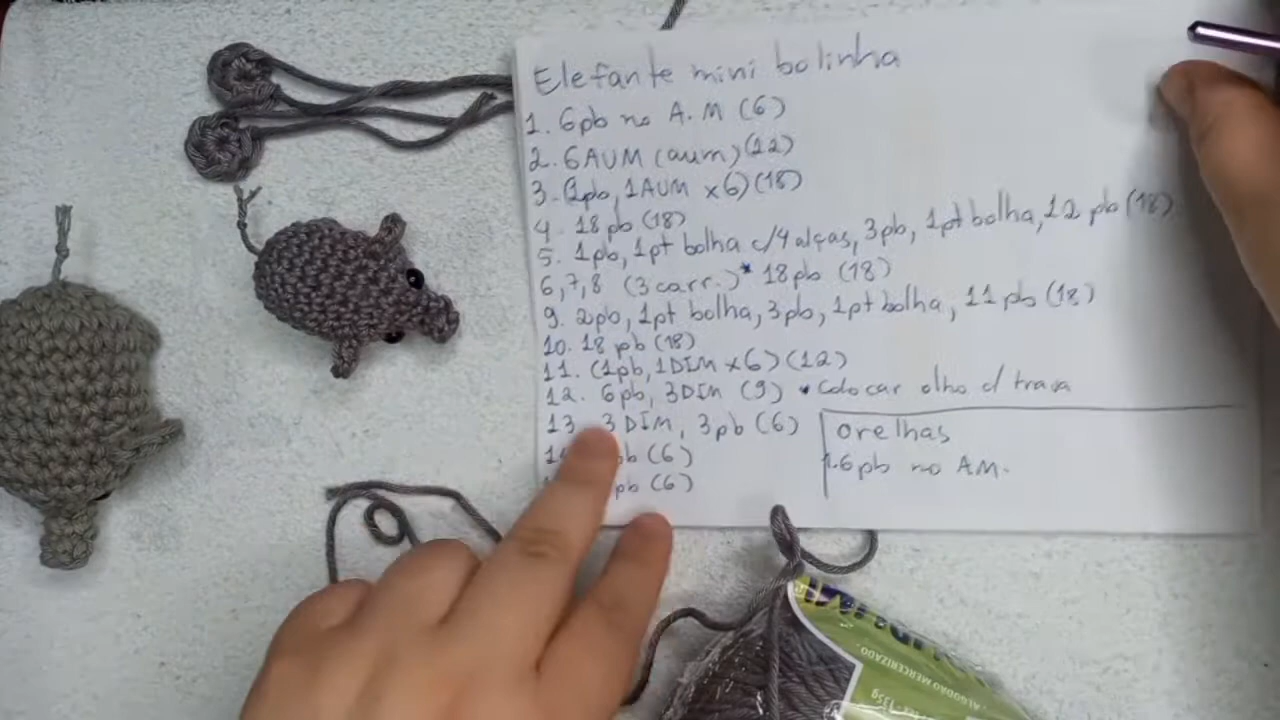 Elefante mini bolinha
1. 6pb no A.M (6)
2. 6AUM (aum) (12)
3. (1pb, 1AUM x6) (18)
4. 18 pb (18)
5. 1pb, 1pt bolha c/4 alças, 3pb, 1pt bolha, 12 pb (18)
6,7,8 (3 carr.)* 18pb (18)
9. 2pb, 1pt bolha, 3pb, 1pt bolha, 11 pb (18)
10. 18 pb (18)
11. (1pb, 1DIM x6) (12)
12. 6pb, 3DIM (9) *Colocar olho c/ trava
13. 3DIM, 3pb (6)
pb (6)
pb (6)
orelhas
1.6pb no AM.
ALGODÃO MERCERIZADO